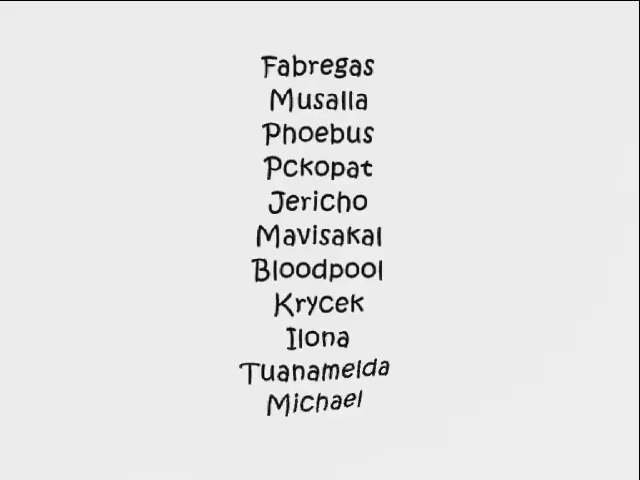 Fabregas
Musalla
Phoebus
Pckopat
Jericho
Mavisakal
Bloodpool
Krycek
Ilona
Tuanamelda
Michael